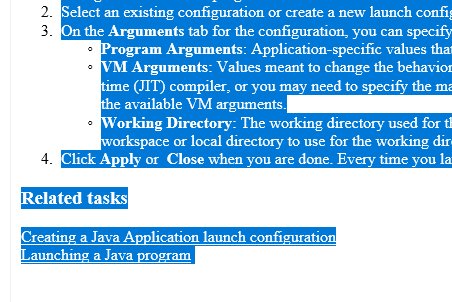 2. Select an existing configuration or create a new launch config
3. On the Arguments tab for the configuration, you can specify
Program Arguments: Application-specific values that
VM Arguments: Values meant to change the behavior
time (JIT) compiler, or you may need to specify the ma
the available VM arguments.
Working Directory: The working directory used for t
workspace or local directory to use for the working dir
4. Click Apply or Close when you are done. Every time you la
Related tasks
Creating a Java Application launch configuration
Launching a Java program